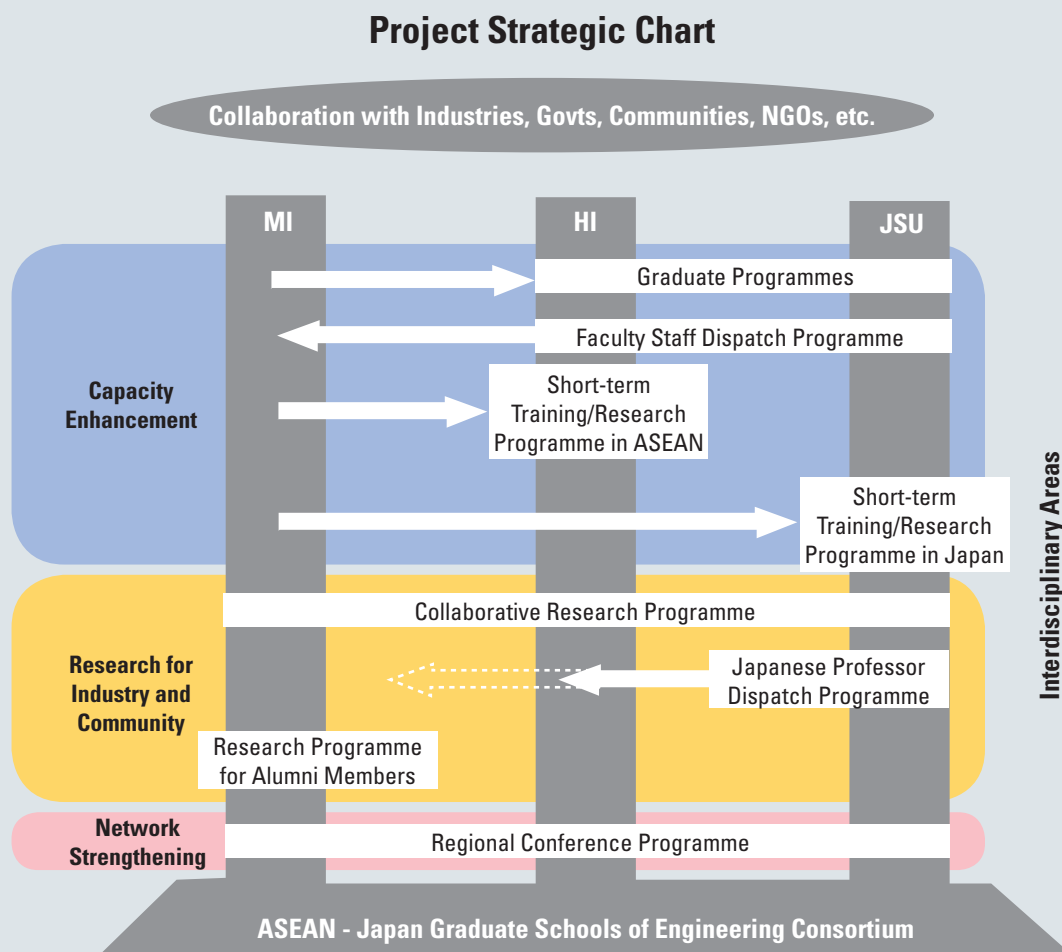 Project Strategic Chart
Collaboration with Industries, Govts, Communities, NGOs, etc.
MI
HI
JSU
Capacity
Enhancement
Graduate Programmes
Faculty Staff Dispatch Programme
Short-term
Training/Research
Programme in ASEAN
Short-term
Training/Research
Programme in Japan
Interdisciplinary Areas
Research for
Industry and
Community
Collaborative Research Programme
Japanese Professor
Dispatch Programme
Research Programme
for Alumni Members
Network
Strengthening
Regional Conference Programme
ASEAN - Japan Graduate Schools of Engineering Consortium